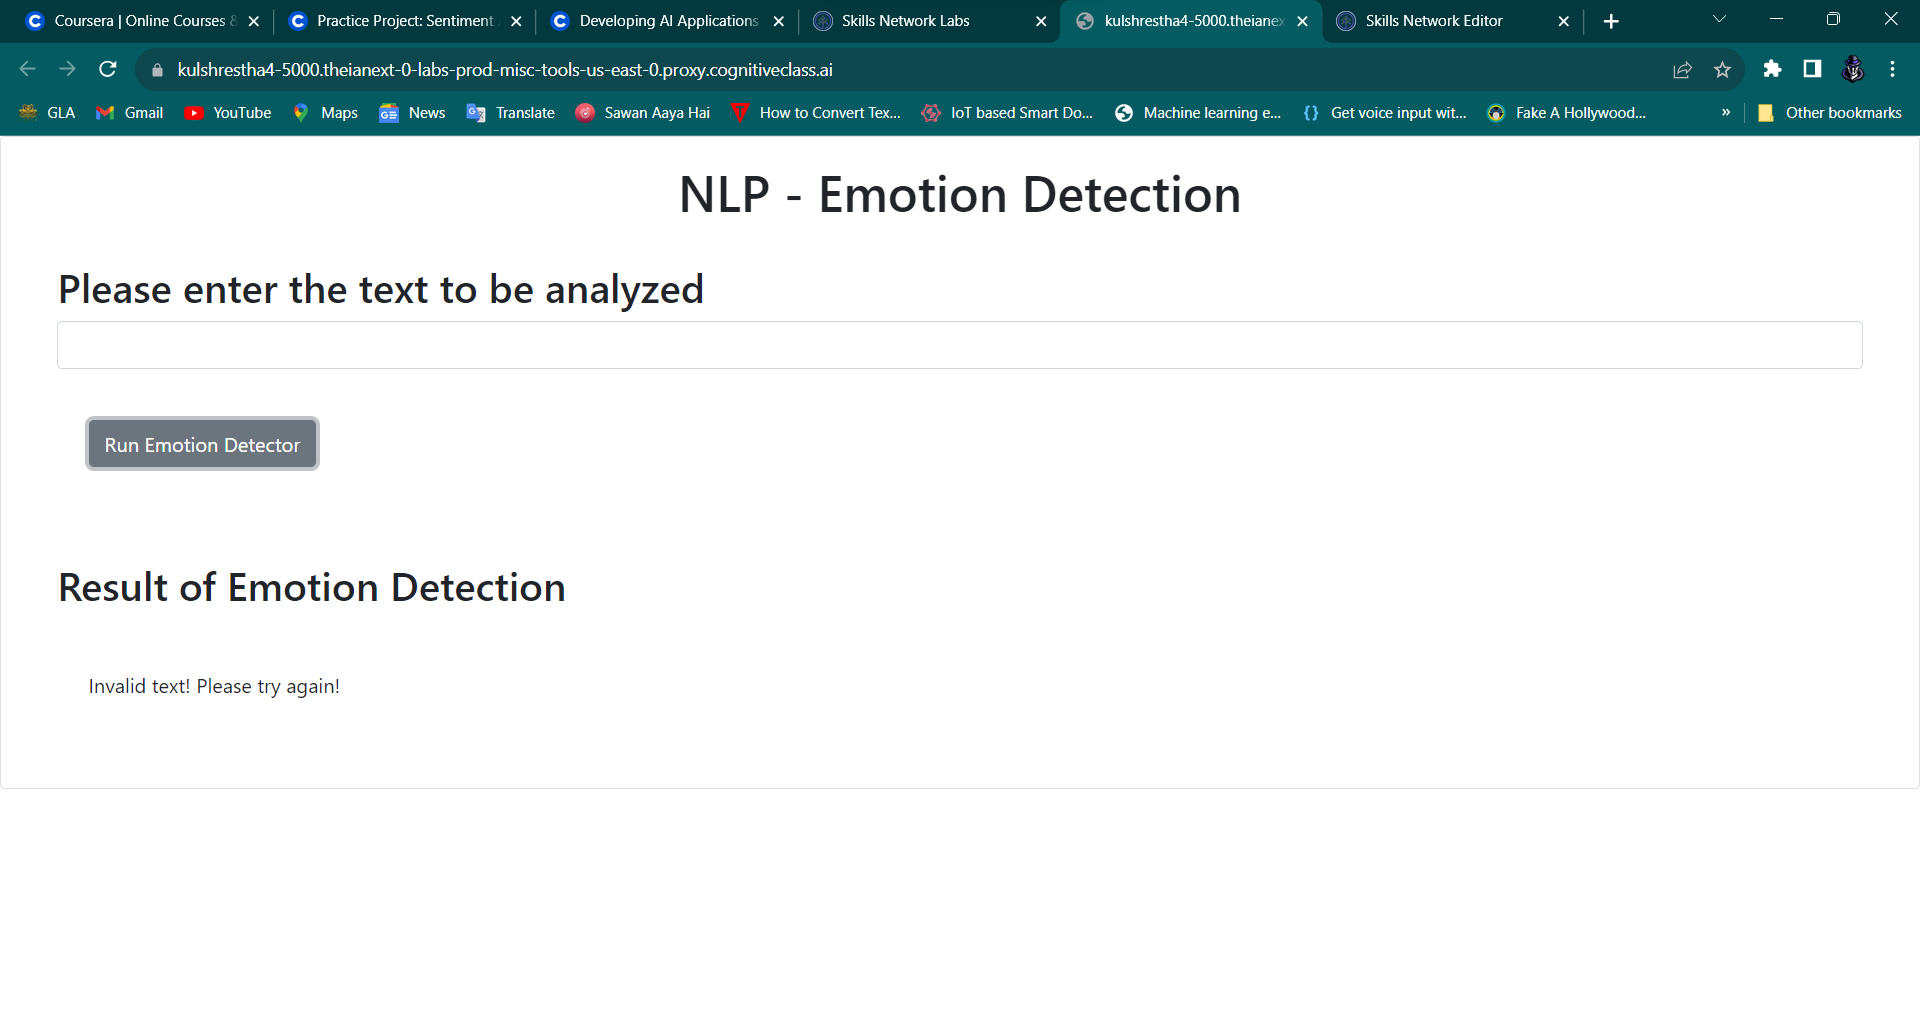 Coursera | Online Courses &
Practice Project: Sentiment
Developing AI Applications
Skills Network Labs
kulshrestha4-5000.theianex
Skills Network Editor
kulshrestha4-5000.theianext-0-labs-prod-misc-tools-us-east-0.proxy.cognitiveclass.ai
GLA
Gmail
YouTube
Maps
News
Translate
Sawan Aaya Hai
How to Convert Tex...
IoT based Smart Do...
Machine learning e...
Get voice input wit...
Fake A Hollywood...
»
Other bookmarks
NLP - Emotion Detection
Please enter the text to be analyzed
Run Emotion Detector
Result of Emotion Detection
Invalid text! Please try again!